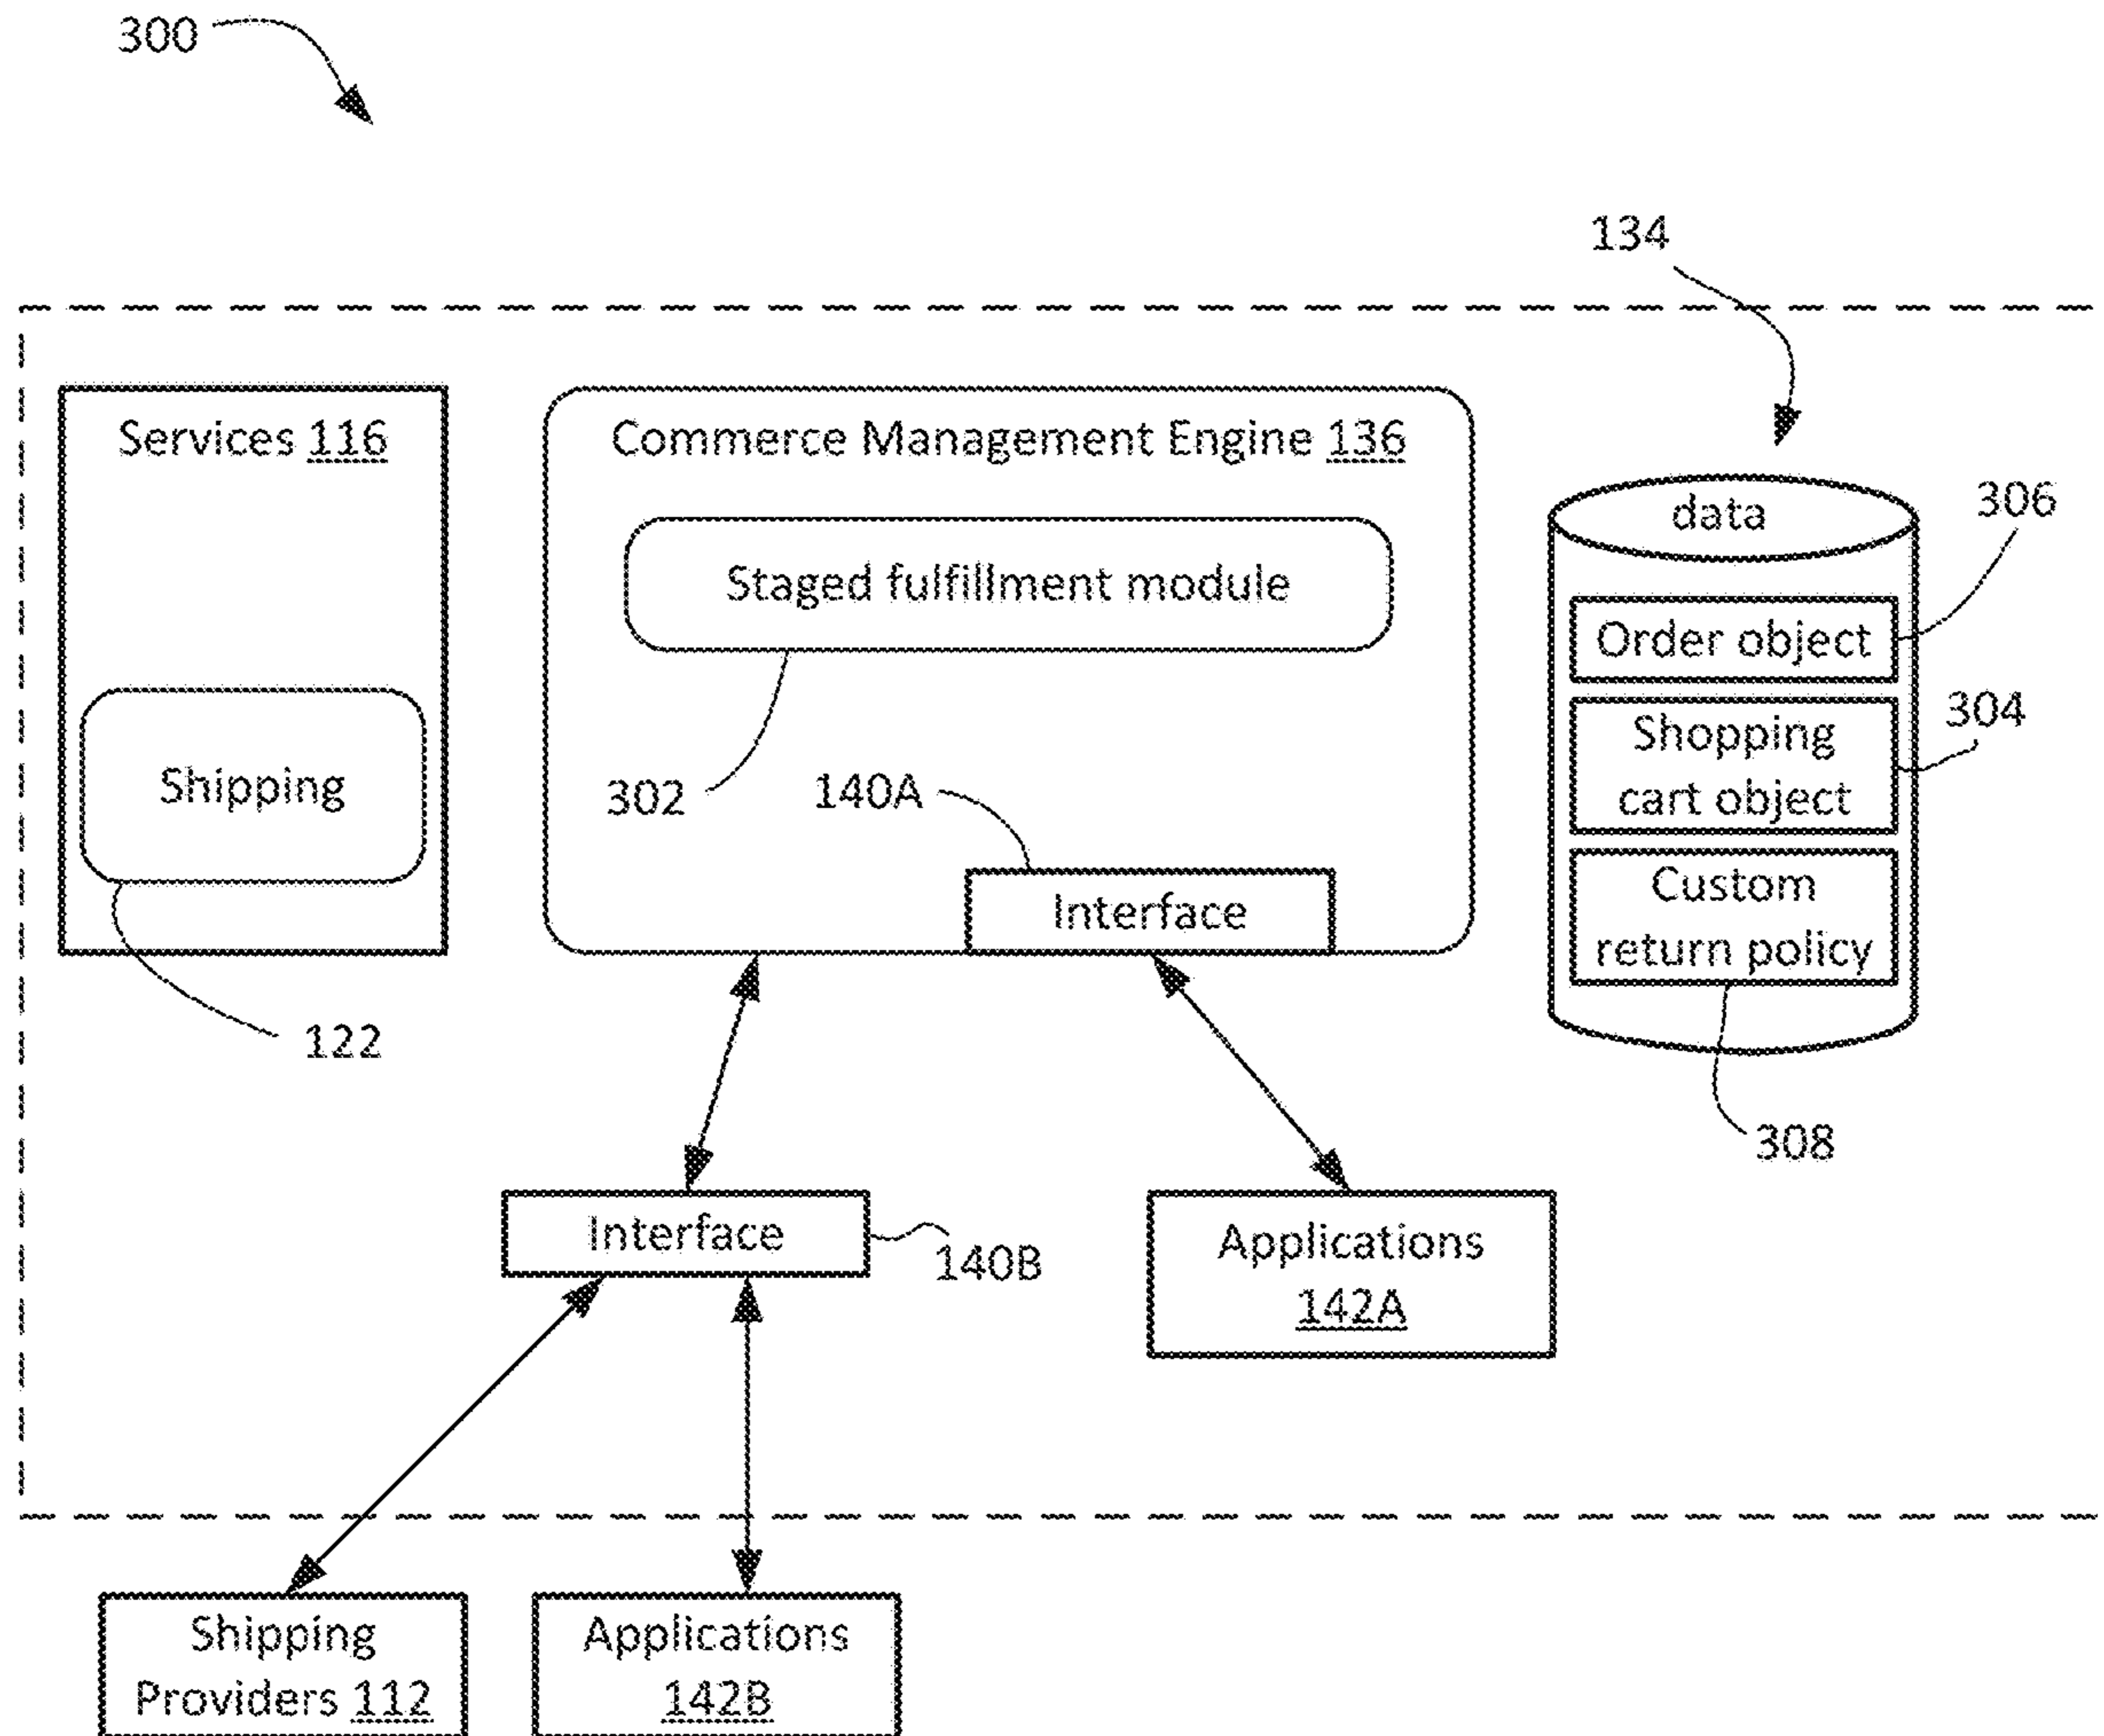 300
134
Services 116
Commerce Management Engine 136
data
306
Staged fulfillment module
Order object
304
Shopping
cart object
Shipping
302
140A
Interface
Custom
return policy
122
308
Interface
140B
Applications
142A
Shipping
Providers 112
Applications
142B